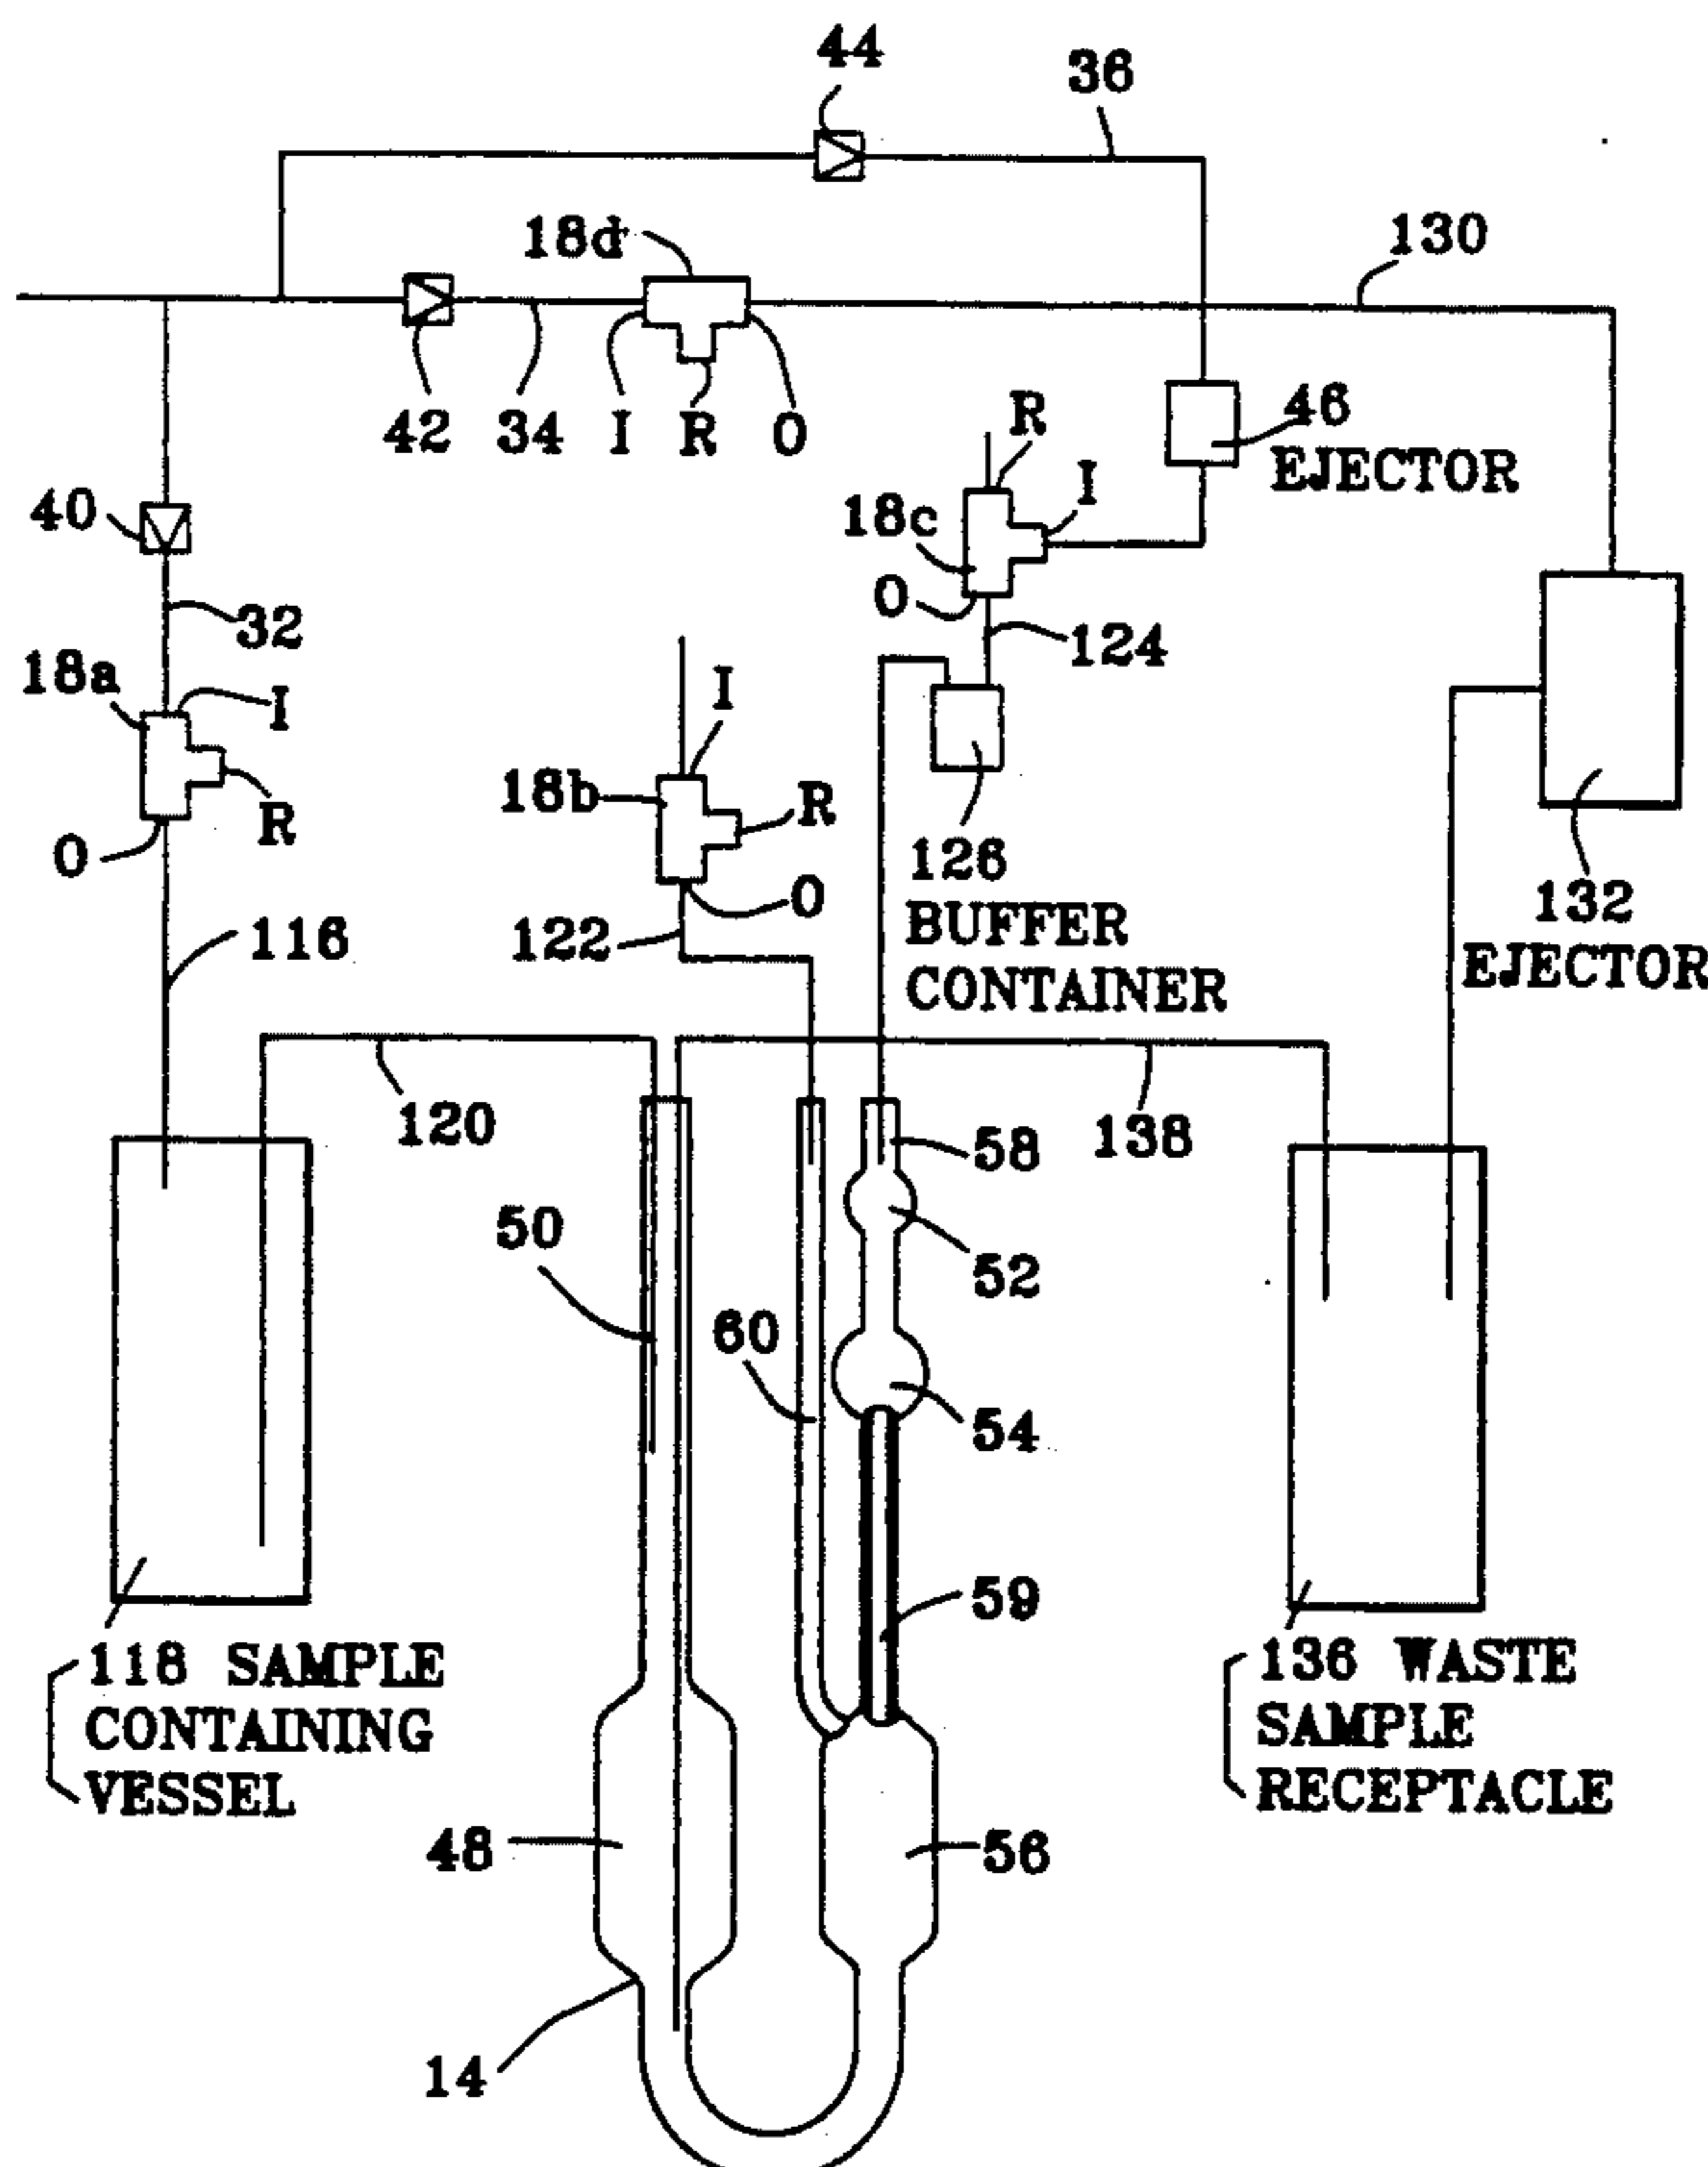 44
36
18d
130
42
34
I
R
O
R
46
EJECTOR
40
18c
I
O
32
124
18a
I
I
R
18b
R
O
126
BUFFER
CONTAINER
O
132
EJECTOR
116
122
120
138
58
50
52
60
54
59
118 SAMPLE
CONTAINING
VESSEL
136 WASTE
SAMPLE
RECEPTACLE
48
56
14